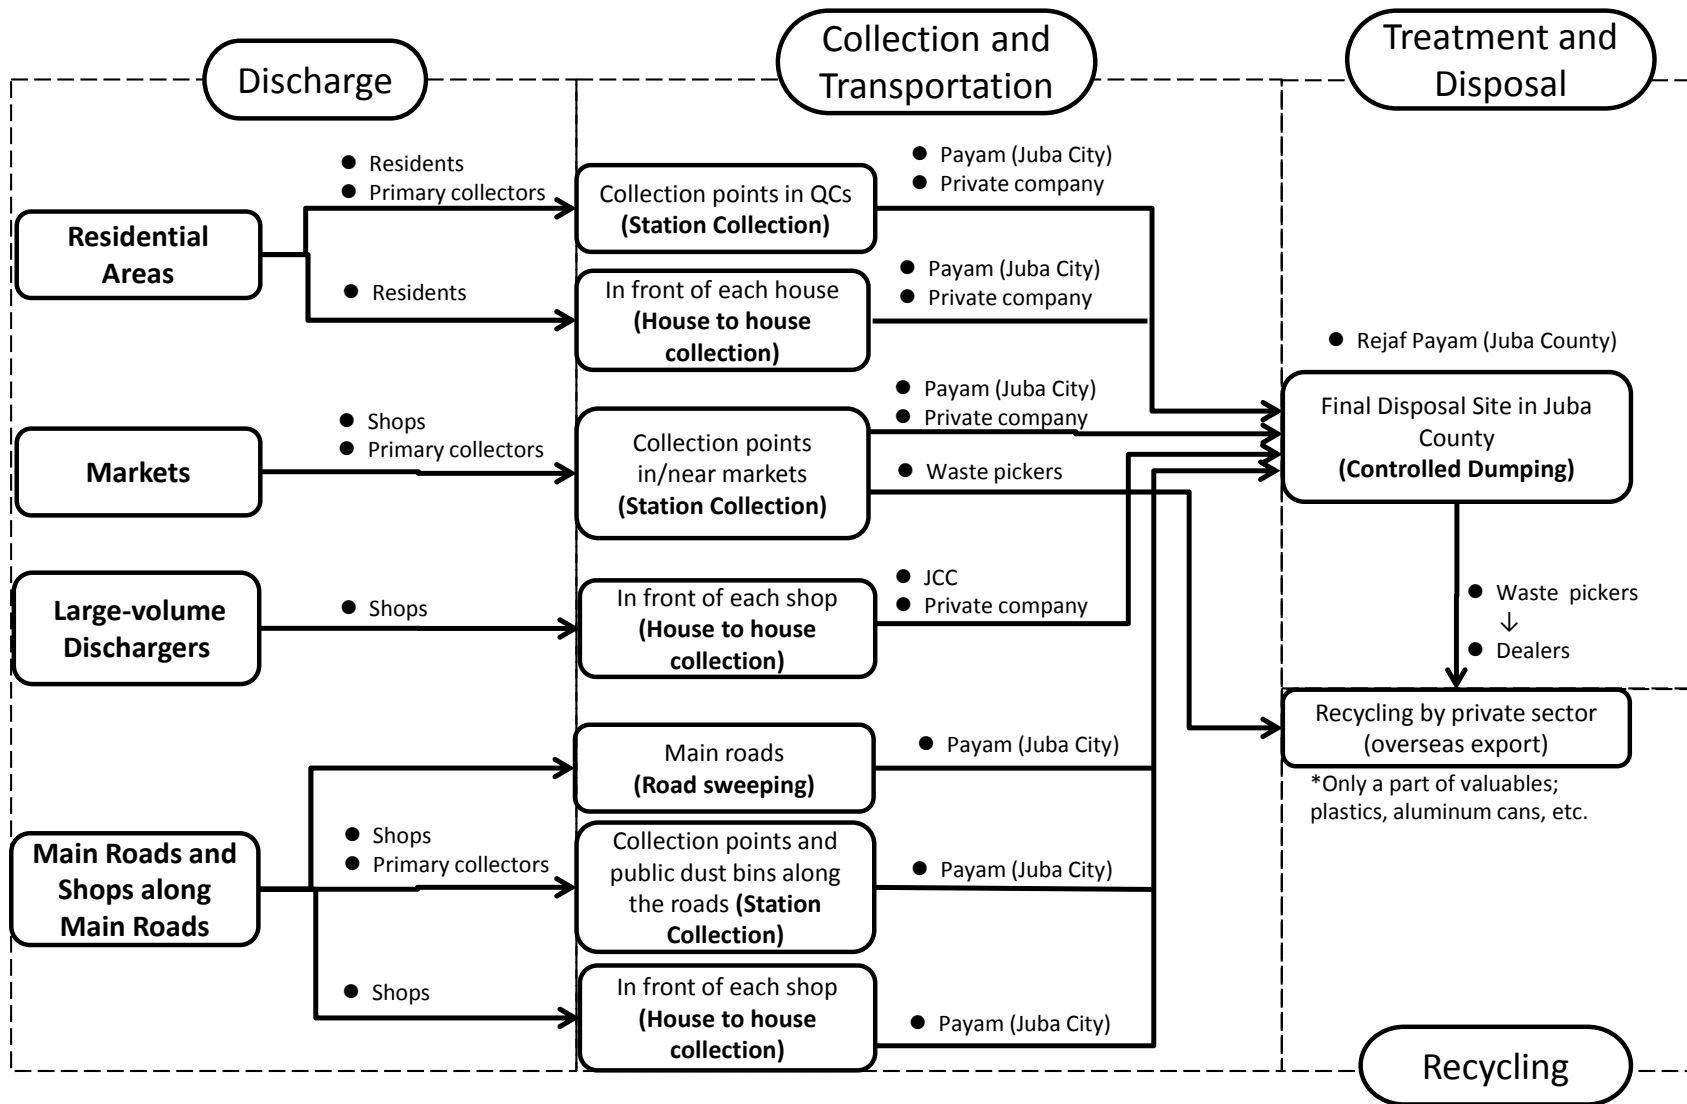 Discharge
Collection and
Transportation
Treatment and
Disposal
● Residents
● Primary collectors
Residential
Areas
● Residents
Collection points in QCs
(Station Collection)
● Payam (Juba City)
● Private company
In front of each house
(House to house
collection)
● Payam (Juba City)
● Private company
● Rejaf Payam (Juba County)
Final Disposal Site in Juba
County
(Controlled Dumping)
Markets
● Shops
● Primary collectors
Collection points
in/near markets
(Station Collection)
● Payam (Juba City)
● Private company
● Waste pickers
Large-volume
Dischargers
● Shops
In front of each shop
(House to house
collection)
● JCC
● Private company
● Waste pickers
↓
● Dealers
Recycling by private sector
(overseas export)
*Only a part of valuables;
plastics, aluminum cans, etc.
Main roads
(Road sweeping)
● Payam (Juba City)
Main Roads and
Shops along
Main Roads
● Shops
● Primary collectors
Collection points and
public dust bins along
the roads (Station
Collection)
● Payam (Juba City)
● Shops
In front of each shop
(House to house
collection)
● Payam (Juba City)
Recycling